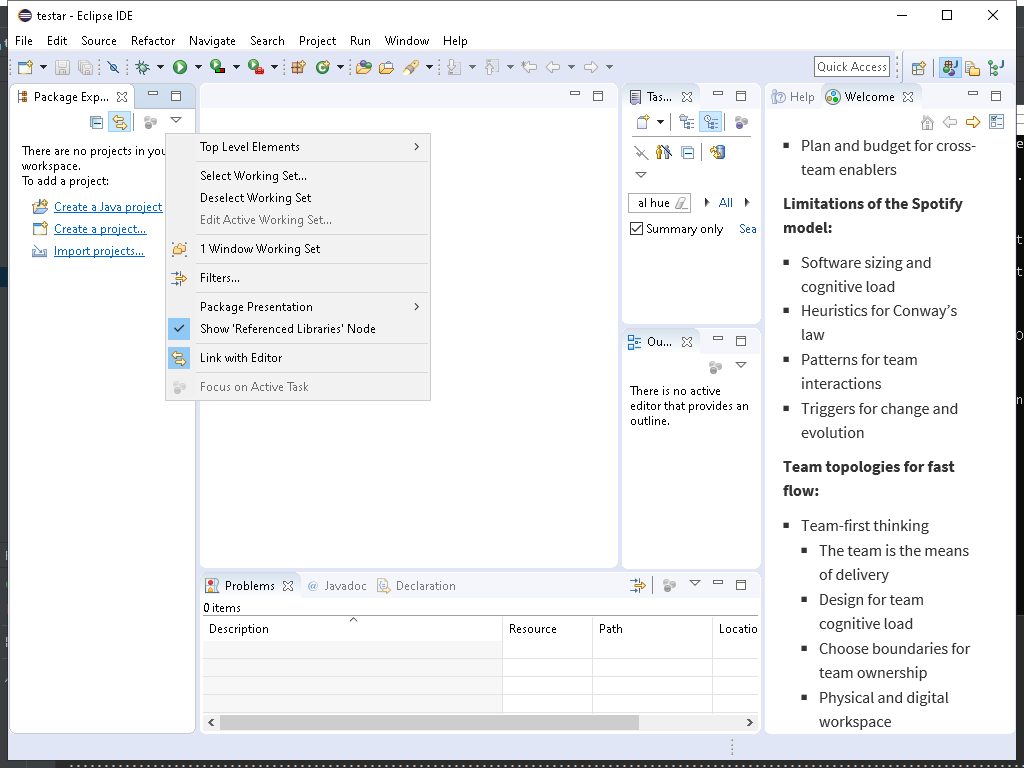 testar - Eclipse IDE
File Edit Source Refactor Navigate Search Project Run Window Help
Quick Access
Package Exp...
There are no projects in you
workspace.
To add a project:
Create a Java project
Create a project...
Import projects...
Top Level Elements
Select Working Set...
Deselect Working Set
Edit Active Working Set...
1 Window Working Set
Filters...
Package Presentation
Show 'Referenced Libraries' Node
Link with Editor
Focus on Active Task
Tas...
al hue All
Summary only Sea
Ou...
There is no active
editor that provides an
outline.
Problems @ Javadoc Declaration
0 items
Description Resource Path Locatio
Help Welcome
Plan and budget for cross-
team enablers
Limitations of the Spotify
model:
Software sizing and
cognitive load
Heuristics for Conway’s
law
Patterns for team
interactions
Triggers for change and
evolution
Team topologies for fast
flow:
Team-first thinking
The team is the means
of delivery
Design for team
cognitive load
Choose boundaries for
team ownership
Physical and digital
workspace